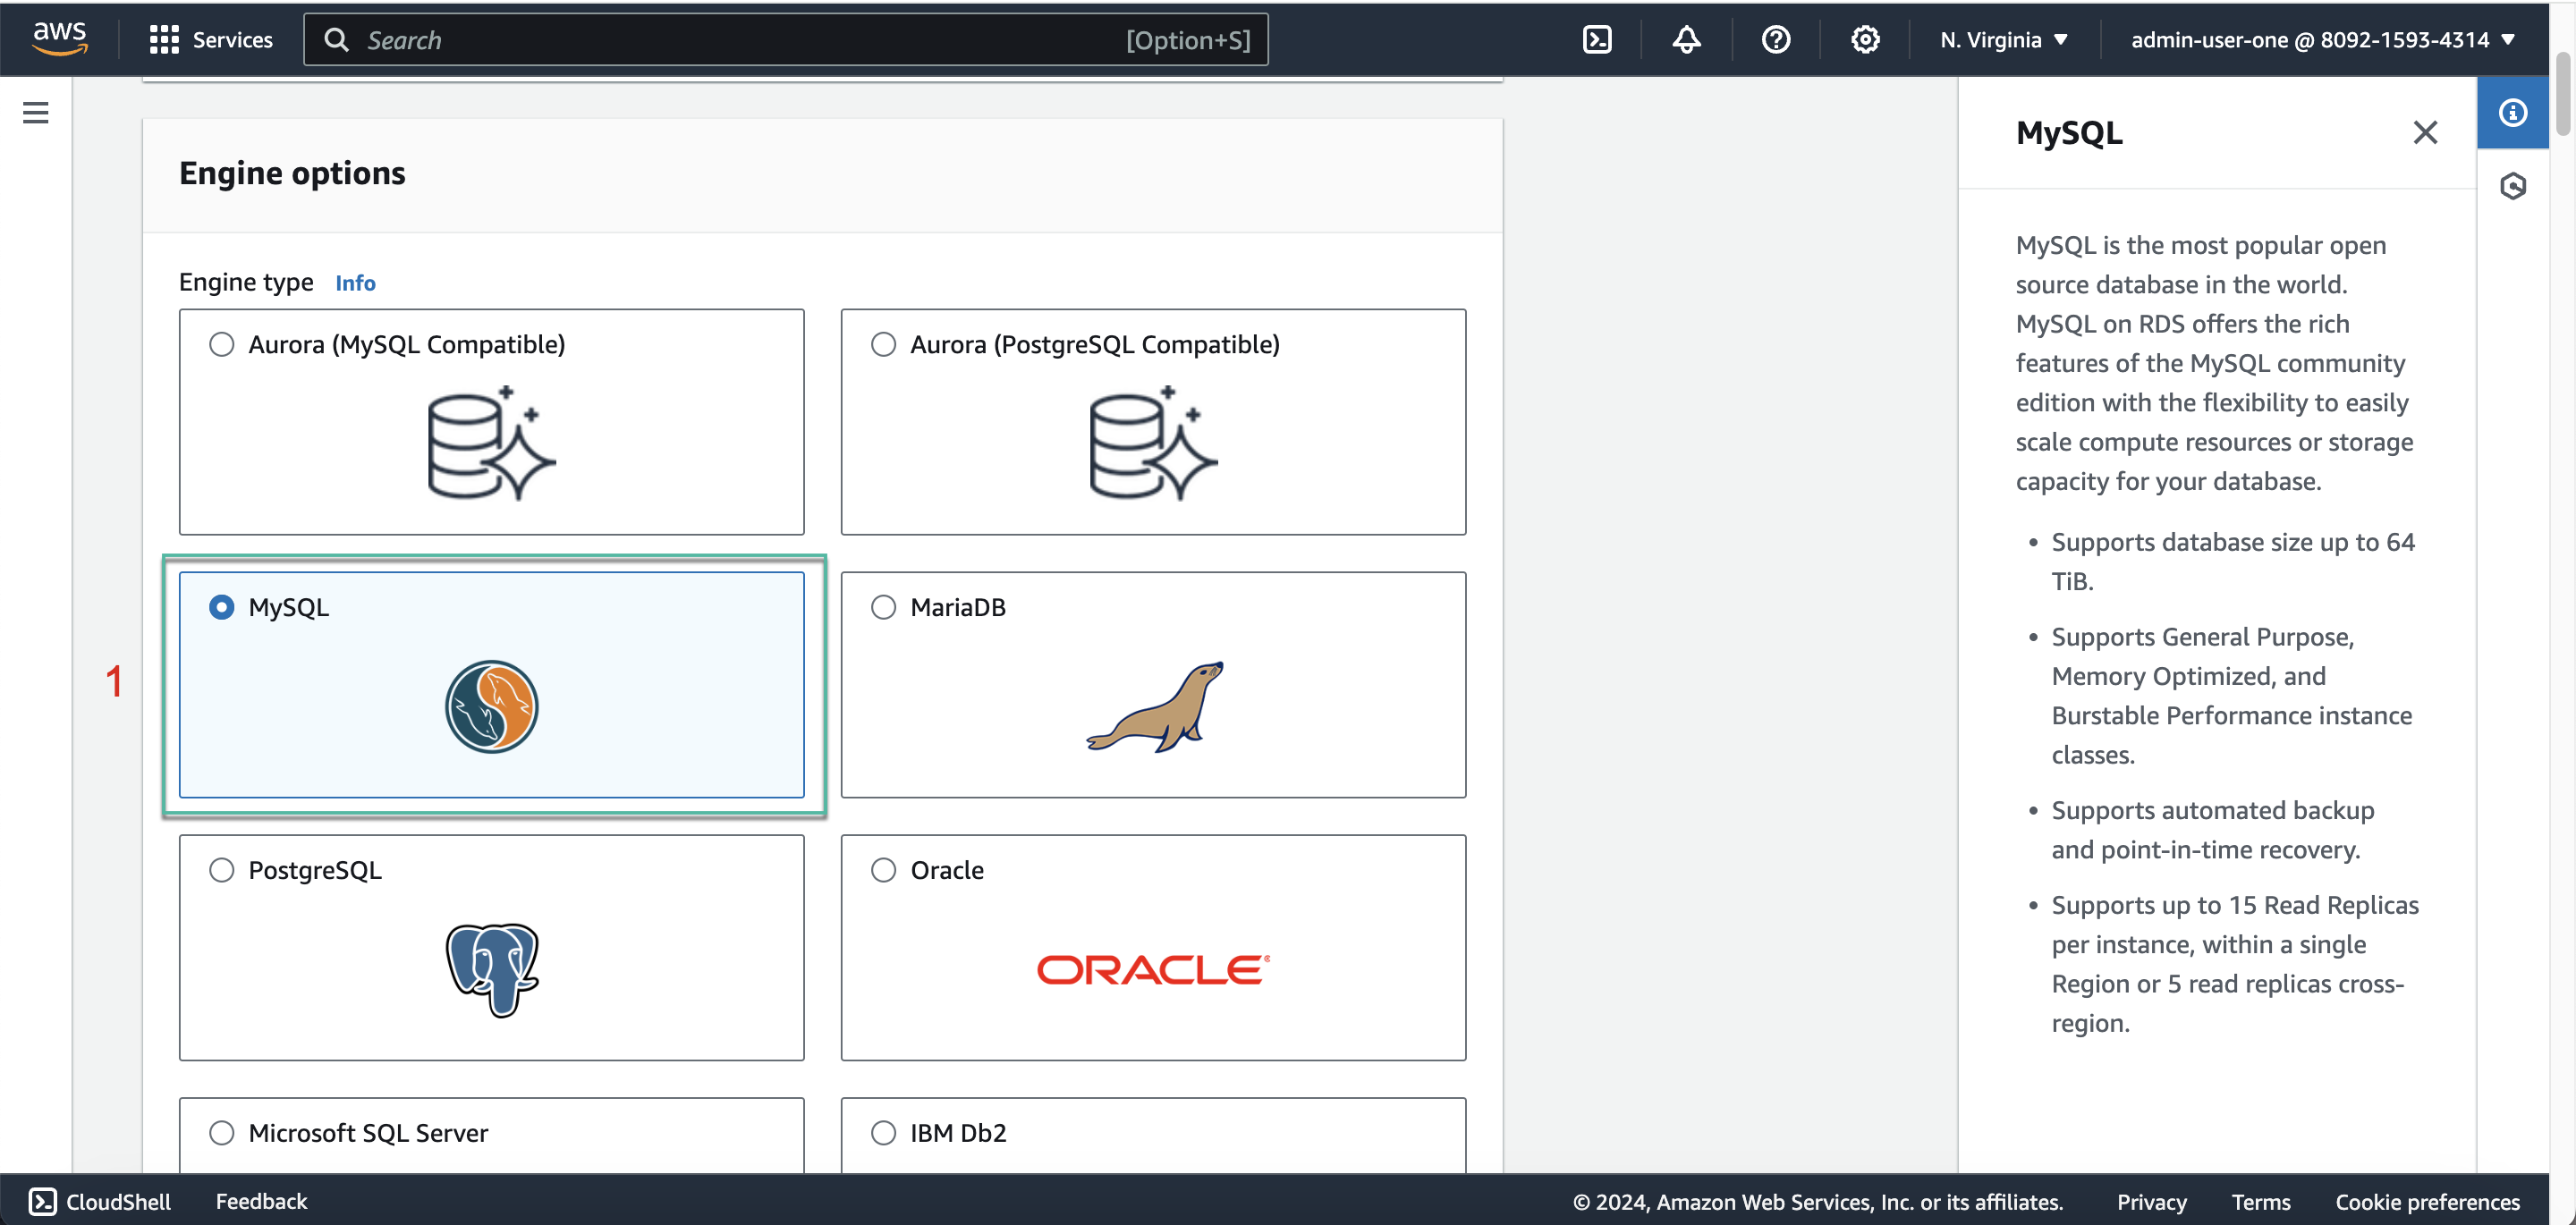 aws
Services
Search [Option+S]
N. Virginia ▼
admin-user-one @ 8092-1593-4314 ▼
Engine options
Engine type Info
Aurora (MySQL Compatible)
Aurora (PostgreSQL Compatible)
1
MySQL
MariaDB
PostgreSQL
Oracle
ORACLE®
Microsoft SQL Server
IBM Db2
MySQL
MySQL is the most popular open
source database in the world.
MySQL on RDS offers the rich
features of the MySQL community
edition with the flexibility to easily
scale compute resources or storage
capacity for your database.
• Supports database size up to 64
TiB.
• Supports General Purpose,
Memory Optimized, and
Burstable Performance instance
classes.
• Supports automated backup
and point-in-time recovery.
• Supports up to 15 Read Replicas
per instance, within a single
Region or 5 read replicas cross-
region.
CloudShell
Feedback
© 2024, Amazon Web Services, Inc. or its affiliates.
Privacy
Terms
Cookie preferences